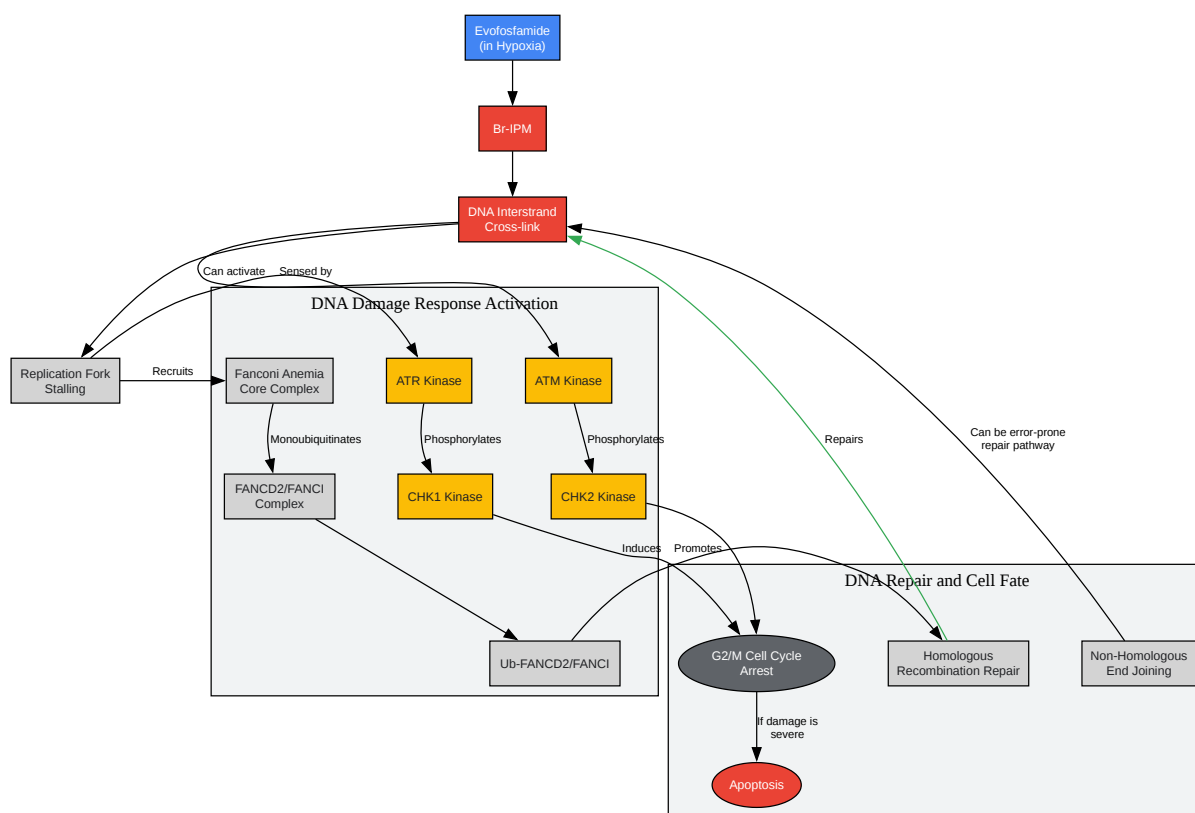 Evofosfamide
(in Hypoxia)
Br-IPM
DNA Interstrand
Cross-link
Can activate
Sensed by
DNA Damage Response Activation
Replication Fork
Stalling
Recruits
Fanconi Anemia
Core Complex
ATR Kinase
ATM Kinase
Monoubiquitinates
Phosphorylates
Phosphorylates
Repairs
Can be error-prone
repair pathway
FANCD2/FANCI
Complex
CHK1 Kinase
CHK2 Kinase
Induces
Promotes
DNA Repair and Cell Fate
Ub-FANCD2/FANCI
G2/M Cell Cycle
Arrest
Homologous
Recombination Repair
Non-Homologous
End Joining
If damage is
severe
Apoptosis